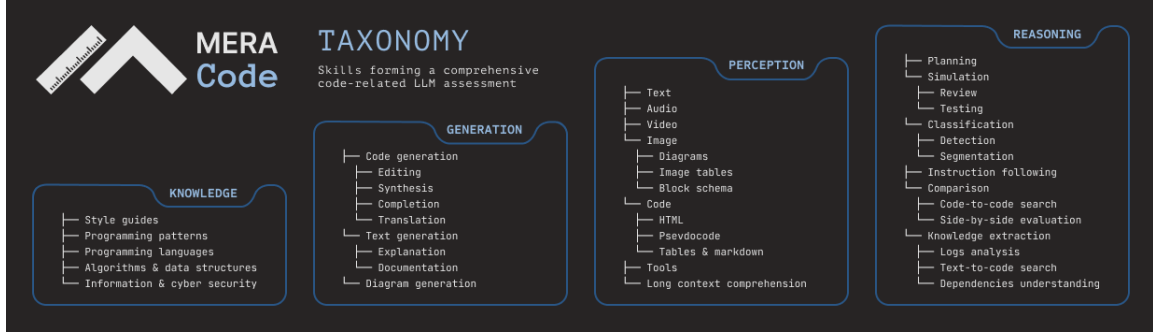 MERA
Code
TAXONOMY
Skills forming a comprehensive
code-related LLM assessment
KNOWLEDGE
├── Style guides
├── Programming patterns
├── Programming languages
├── Algorithms & data structures
└── Information & cyber security
GENERATION
├── Code generation
├── Editing
├── Synthesis
├── Completion
└── Translation
└── Text generation
├── Explanation
└── Documentation
└── Diagram generation
PERCEPTION
├── Text
├── Audio
├── Video
└── Image
├── Diagrams
├── Image tables
└── Block schema
└── Code
├── HTML
├── Psevdocode
└── Tables & markdown
├── Tools
└── Long context comprehension
REASONING
├── Planning
└── Simulation
├── Review
└── Testing
└── Classification
├── Detection
└── Segmentation
├── Instruction following
└── Comparison
├── Code-to-code search
└── Side-by-side evaluation
└── Knowledge extraction
├── Logs analysis
├── Text-to-code search
└── Dependencies understanding